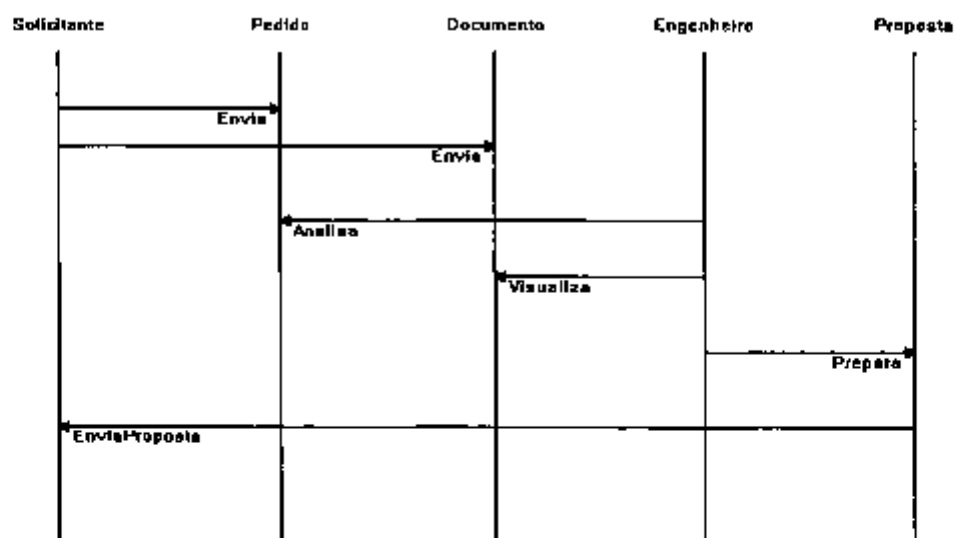 Solicitante Pedido Documento Engenheiro Proposta
Envia
Envia
Analisa
Visualiza
Prepara
EnviaProposta